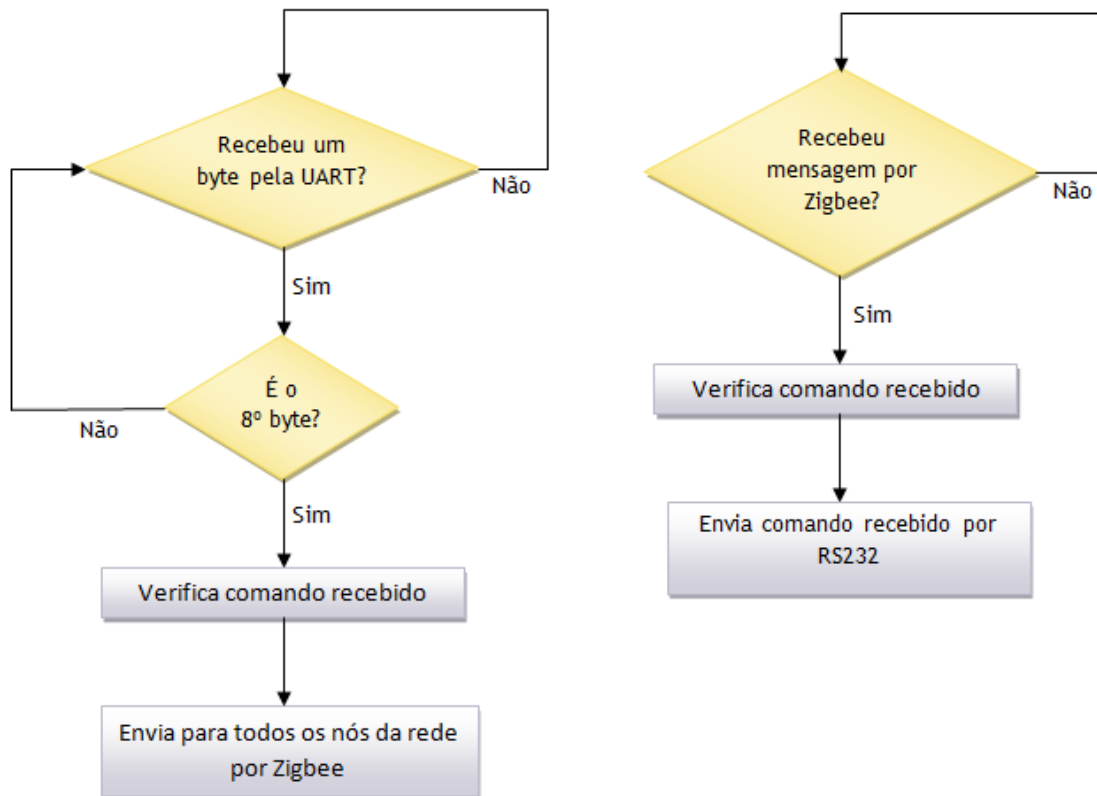 Recebeu um
byte pela UART?
Não
Sim
É o
8º byte?
Não
Sim
Verifica comando recebido
Envia para todos os nós da rede
por Zigbee
Recebeu
mensagem por
Zigbee?
Não
Sim
Verifica comando recebido
Envia comando recebido por
RS232